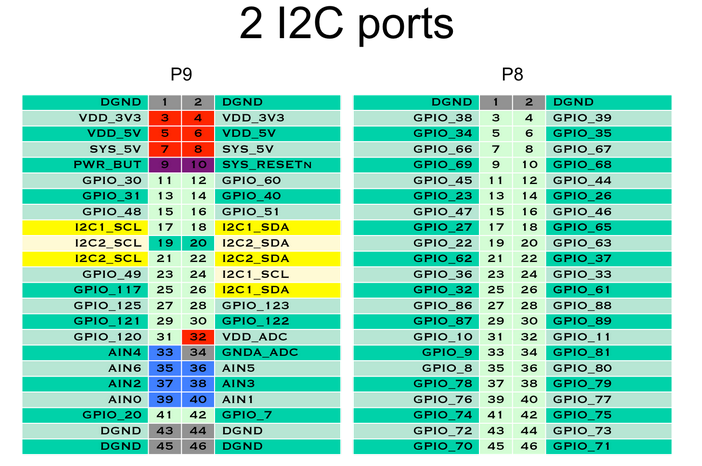 2 I2C ports
P9
DGND 1 2 DGND
VDD_3V3 3 4 VDD_3V3
VDD_5V 5 6 VDD_5V
SYS_5V 7 8 SYS_5V
PWR_BUT 9 10 SYS_RESETN
GPIO_30 11 12 GPIO_60
GPIO_31 13 14 GPIO_40
GPIO_48 15 16 GPIO_51
I2C1_SCL 17 18 I2C1_SDA
I2C2_SCL 19 20 I2C2_SDA
I2C2_SCL 21 22 I2C2_SDA
GPIO_49 23 24 I2C1_SCL
GPIO_117 25 26 I2C1_SDA
GPIO_125 27 28 GPIO_123
GPIO_121 29 30 GPIO_122
GPIO_120 31 32 VDD_ADC
AIN4 33 34 GNDA_ADC
AIN6 35 36 AIN5
AIN2 37 38 AIN3
AIN0 39 40 AIN1
GPIO_20 41 42 GPIO_7
DGND 43 44 DGND
DGND 45 46 DGND
P8
DGND 1 2 DGND
GPIO_38 3 4 GPIO_39
GPIO_34 5 6 GPIO_35
GPIO_66 7 8 GPIO_67
GPIO_69 9 10 GPIO_68
GPIO_45 11 12 GPIO_44
GPIO_23 13 14 GPIO_26
GPIO_47 15 16 GPIO_46
GPIO_27 17 18 GPIO_65
GPIO_22 19 20 GPIO_63
GPIO_62 21 22 GPIO_37
GPIO_36 23 24 GPIO_33
GPIO_32 25 26 GPIO_61
GPIO_86 27 28 GPIO_88
GPIO_87 29 30 GPIO_89
GPIO_10 31 32 GPIO_11
GPIO_9 33 34 GPIO_81
GPIO_8 35 36 GPIO_80
GPIO_78 37 38 GPIO_79
GPIO_76 39 40 GPIO_77
GPIO_74 41 42 GPIO_75
GPIO_72 43 44 GPIO_73
GPIO_70 45 46 GPIO_71